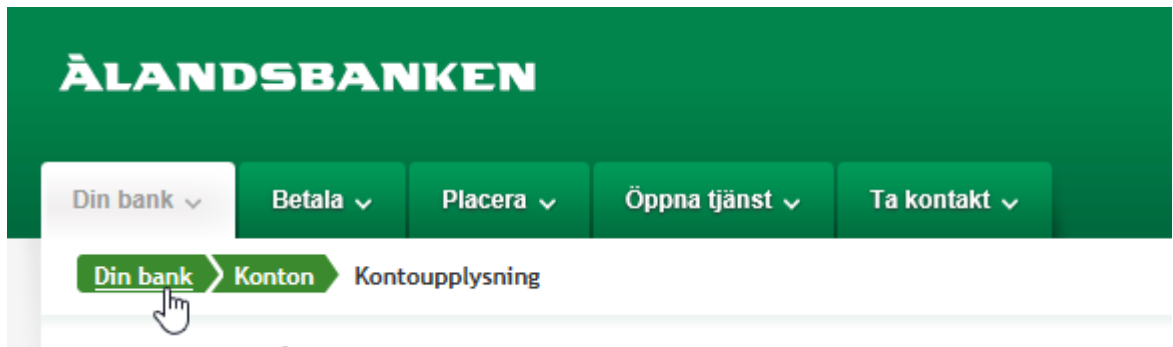 ÅLANDSBANKEN
Din bank Betala Placera Öppna tjänst Ta kontakt
Din bank Konton Kontoupplysning